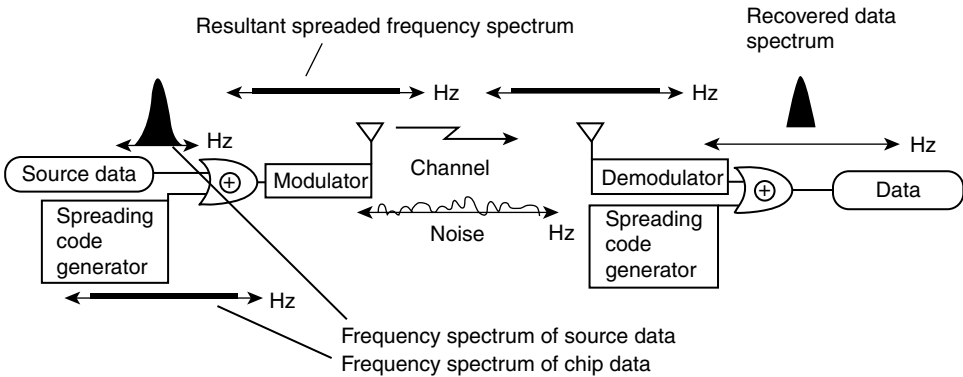 Resultant spreaded frequency spectrum
Recovered data
spectrum
Hz
Hz
Hz
Hz
Source data
+
Modulator
Channel
Demodulator
+
Data
Spreading
code
generator
Noise
Hz
Spreading
code
generator
Hz
Frequency spectrum of source data
Frequency spectrum of chip data